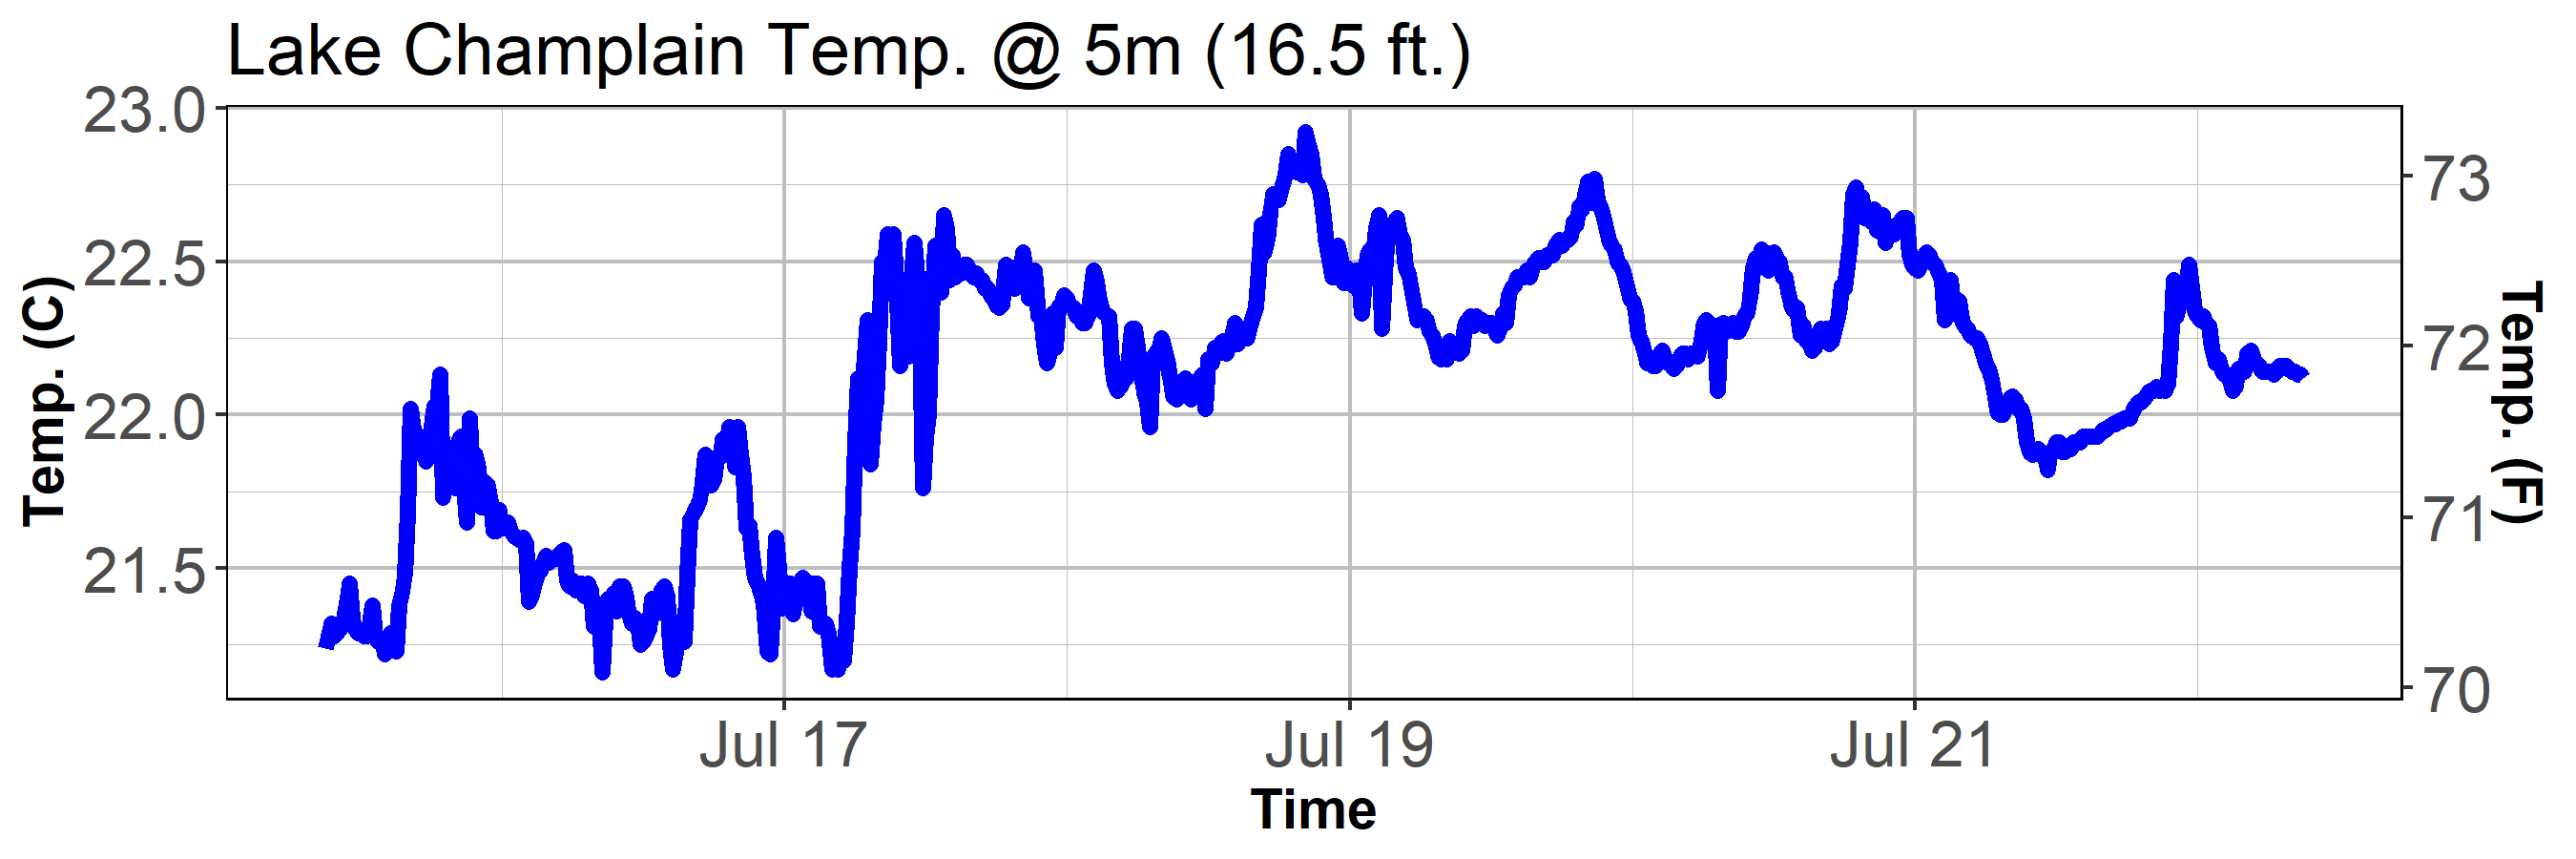 Lake Champlain Temp. @ 5m (16.5 ft.)
23.0
22.5
22.0
21.5
Temp. (C)
73
72
71
70
Temp. (F)
Jul 17
Jul 19
Jul 21
Time